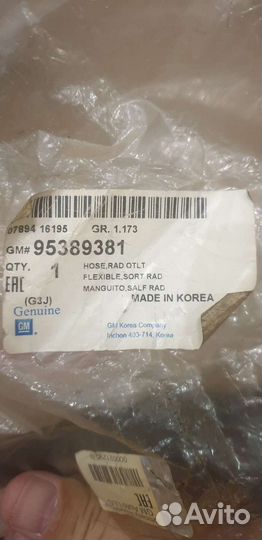 07894 16195 GR. 1.173
GM# 95389381
QTY. 1 HOSE,RAD OTLT
EAC FLEXIBLE,SORT RAD
(G3J) MANGUITO,SALF RAD
MADE IN KOREA
Genuine
GM
GM Korea Company
Incheon 403-714, Korea
EAC
Avito